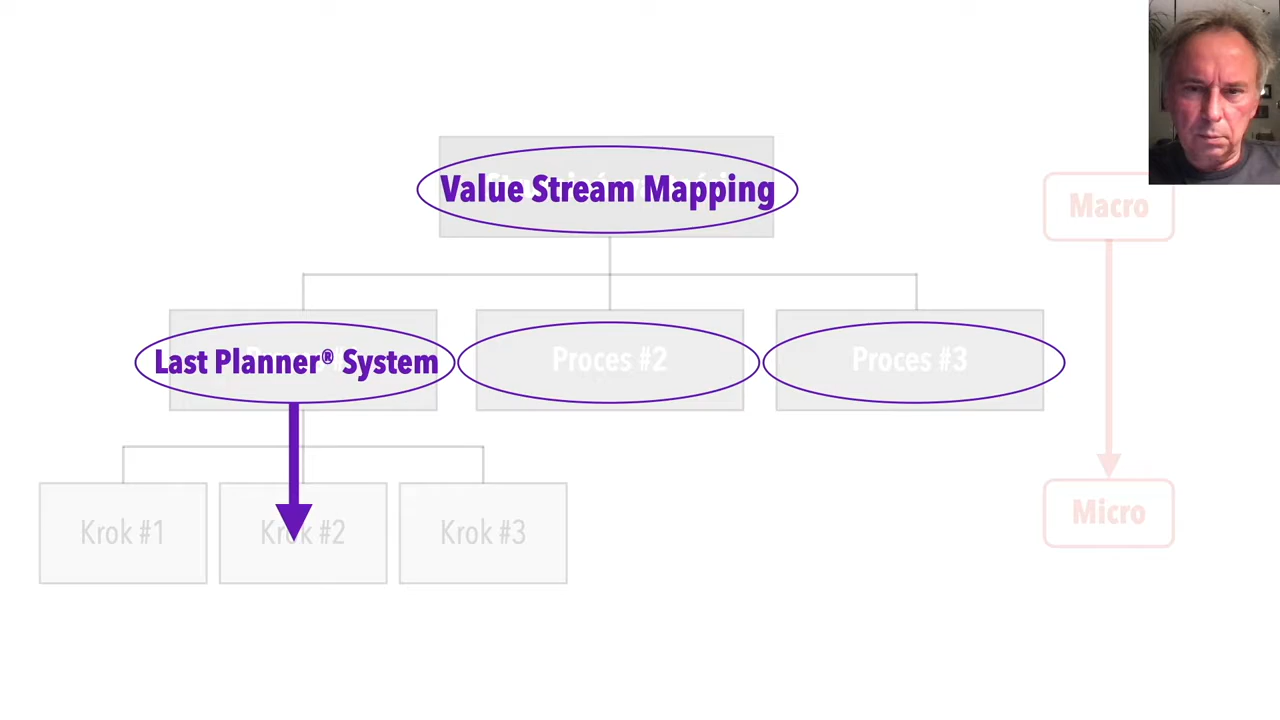 Value Stream Mapping
Macro
Last Planner® System
Proces #2
Proces #3
Krok #1
Krok #2
Krok #3
Micro